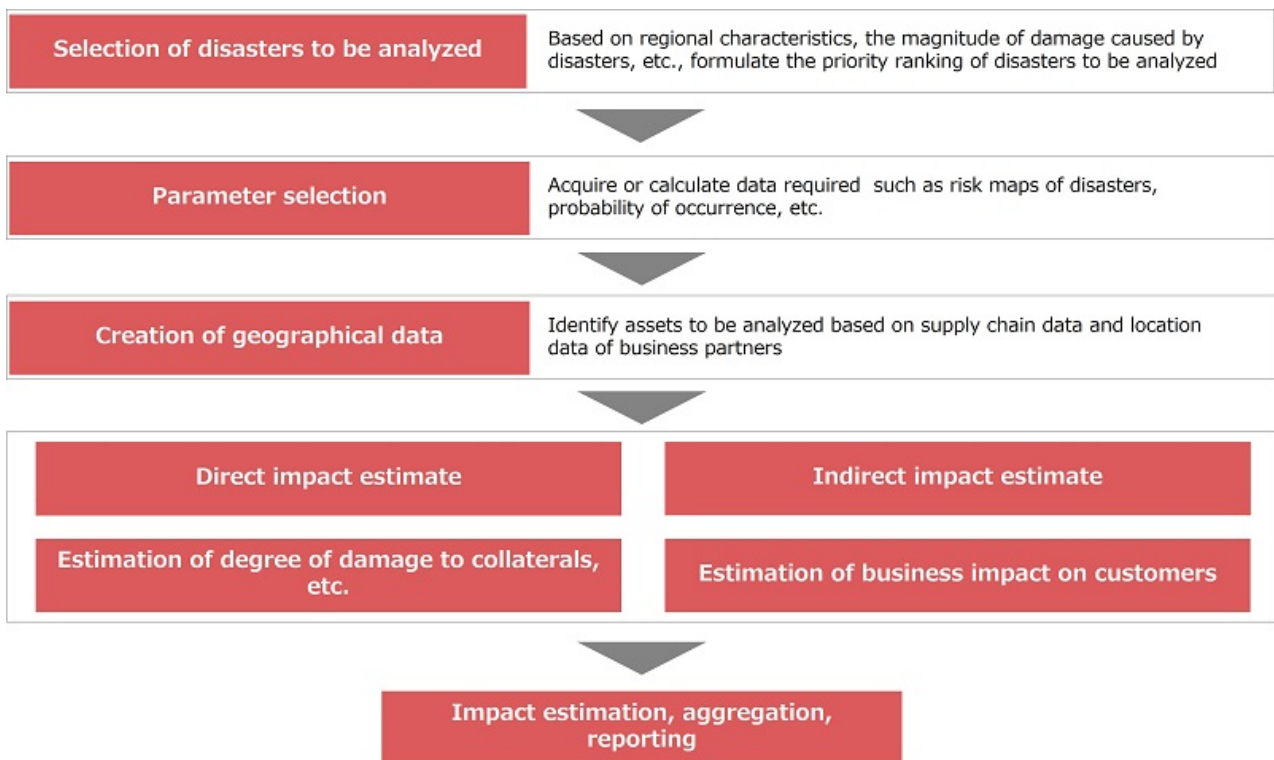 Selection of disasters to be analyzed
Based on regional characteristics, the magnitude of damage caused by
disasters, etc., formulate the priority ranking of disasters to be analyzed
Parameter selection
Acquire or calculate data required  such as risk maps of disasters,
probability of occurrence, etc.
Creation of geographical data
Identify assets to be analyzed based on supply chain data and location
data of business partners
Direct impact estimate
Indirect impact estimate
Estimation of degree of damage to collaterals,
etc.
Estimation of business impact on customers
Impact estimation, aggregation,
reporting